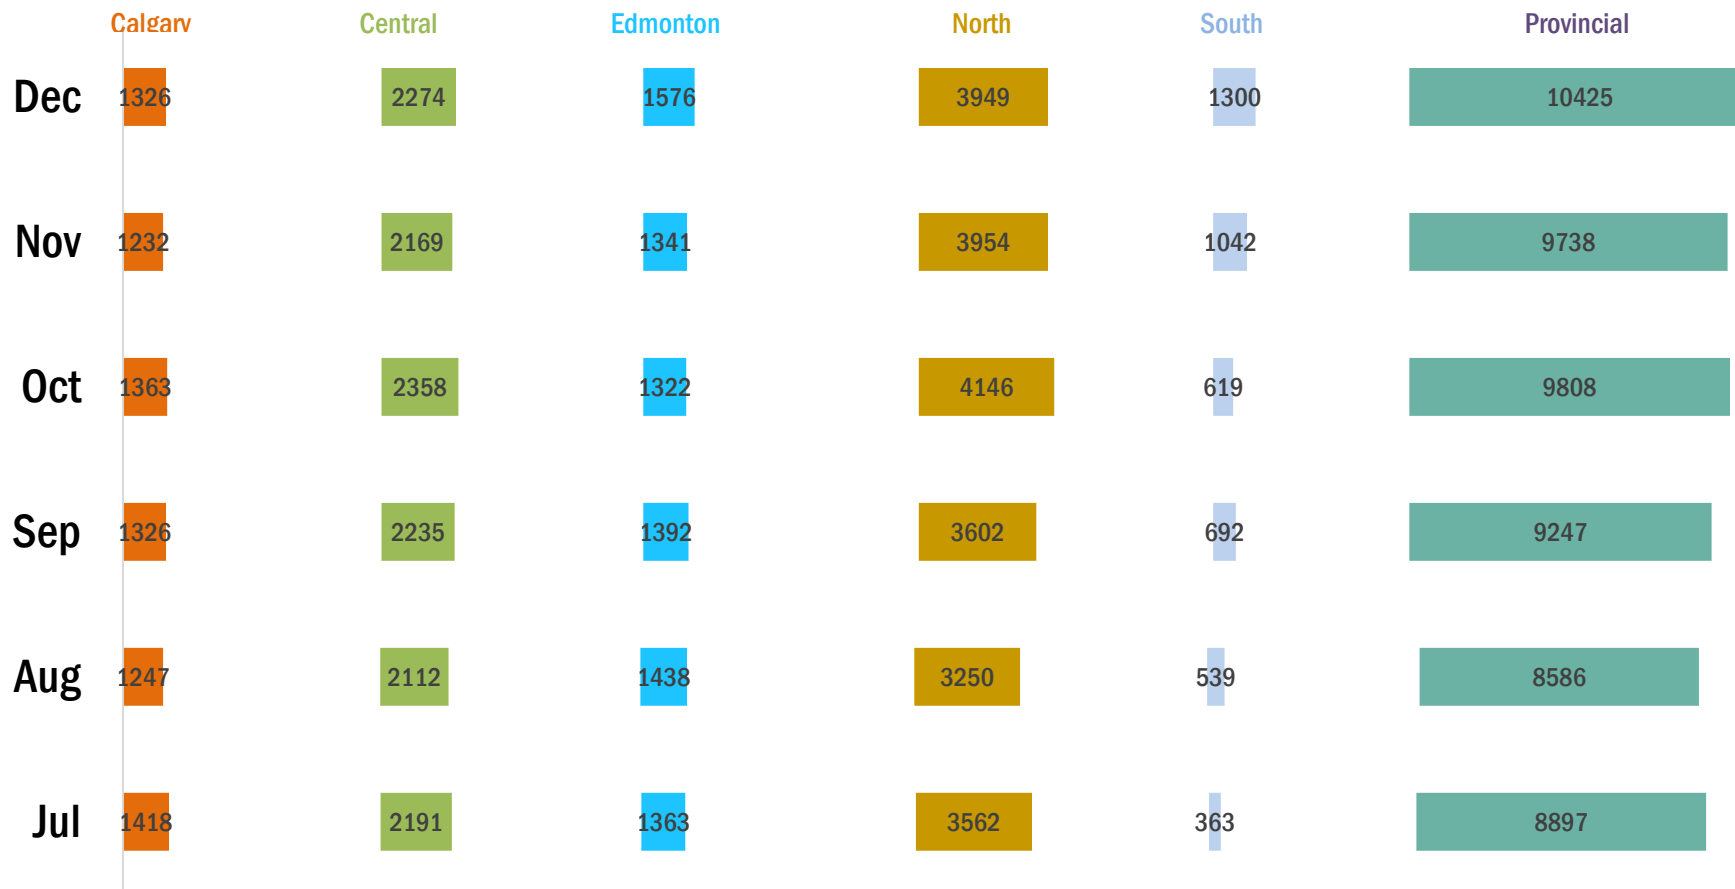 Calgary Central Edmonton North South Provincial
Dec 1326 2274 1576 3949 1300 10425
Nov 1232 2169 1341 3954 1042 9738
Oct 1363 2358 1322 4146 619 9808
Sep 1326 2235 1392 3602 692 9247
Aug 1247 2112 1438 3250 539 8586
Jul 1418 2191 1363 3562 363 8897